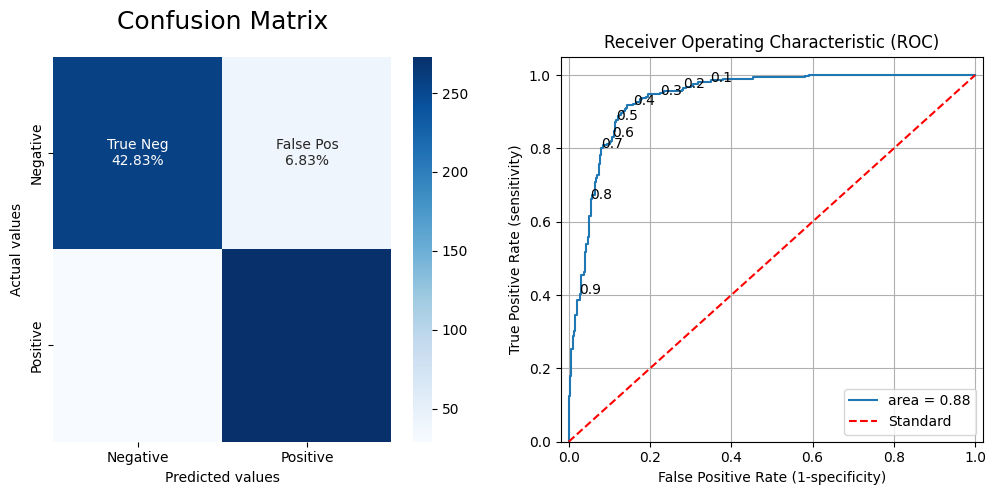 Confusion Matrix
True Neg
42.83%
False Pos
6.83%
Negative
Positive
Actual values
Negative
Positive
Predicted values
250
200
150
100
50
Receiver Operating Characteristic (ROC)
True Positive Rate (sensitivity)
1.0
0.8
0.6
0.4
0.2
0.0
0.1
0.2
0.3
0.4
0.5
0.6
0.7
0.8
0.9
area = 0.88
Standard
0.0
0.2
0.4
0.6
0.8
1.0
False Positive Rate (1-specificity)